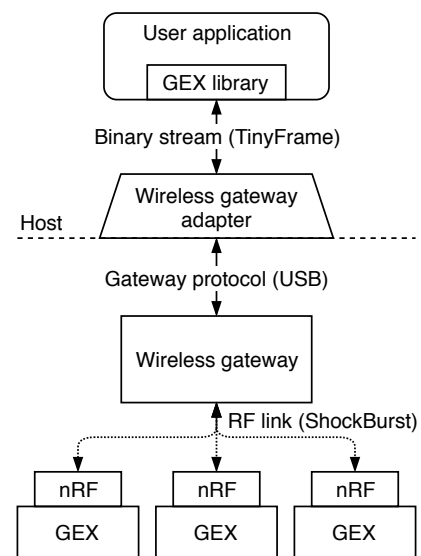 User application
GEX library
Binary stream (TinyFrame)
Wireless gateway
adapter
Host
Gateway protocol (USB)
Wireless gateway
RF link (ShockBurst)
nRF nRF nRF
GEX GEX GEX